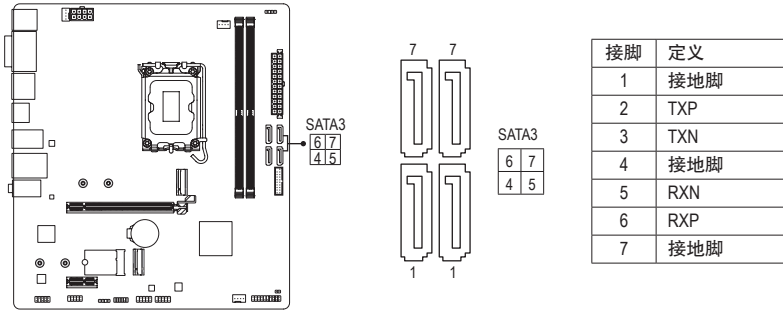 SATA3
6 7
4 5
7 7
1 1
SATA3
6 7
4 5
接脚 定义
1 接地脚
2 TXP
3 TXN
4 接地脚
5 RXN
6 RXP
7 接地脚